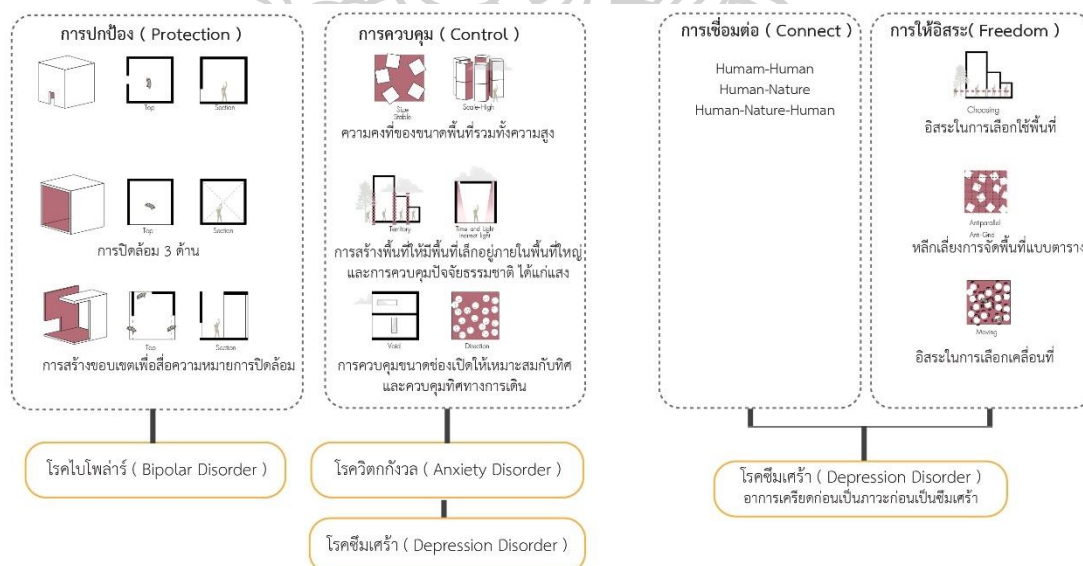 การปกป้อง ( Protection )
Top
Section
Top
Section
การปิดล้อม 3 ด้าน
Top
Section
การสร้างขอบเขตเพื่อสื่อความหมายการปิดล้อม
โรคไบโพล่าร์ ( Bipolar Disorder )
การควบคุม ( Control )
Size
Stable
Scale-High
ความคงที่ของขนาดพื้นที่รวมทั้งความสูง
Territory
Time and Light
Indirect light
การสร้างพื้นที่ให้มีพื้นที่เล็กอยู่ภายในพื้นที่ใหญ่
และการควบคุมปัจจัยธรรมชาติ ได้แก่แสง
Void
Direction
การควบคุมขนาดช่องเปิดให้เหมาะสมกับทิศ
และควบคุมทิศทางการเดิน
โรควิตกกังวล ( Anxiety Disorder )
โรคซึมเศร้า ( Depression Disorder )
การเชื่อมต่อ ( Connect )
Humam-Human
Human-Nature
Human-Nature-Human
การให้อิสระ( Freedom )
Choosing
อิสระในการเลือกใช้พื้นที่
Antiparallel
Anti-Grid
หลีกเลี่ยงการจัดพื้นที่แบบตาราง
Moving
อิสระในการเลือกเคลื่อนที่
โรคซึมเศร้า ( Depression Disorder )
อาการเครียดก่อนเป็นภาวะก่อนเป็นซึมเศร้า